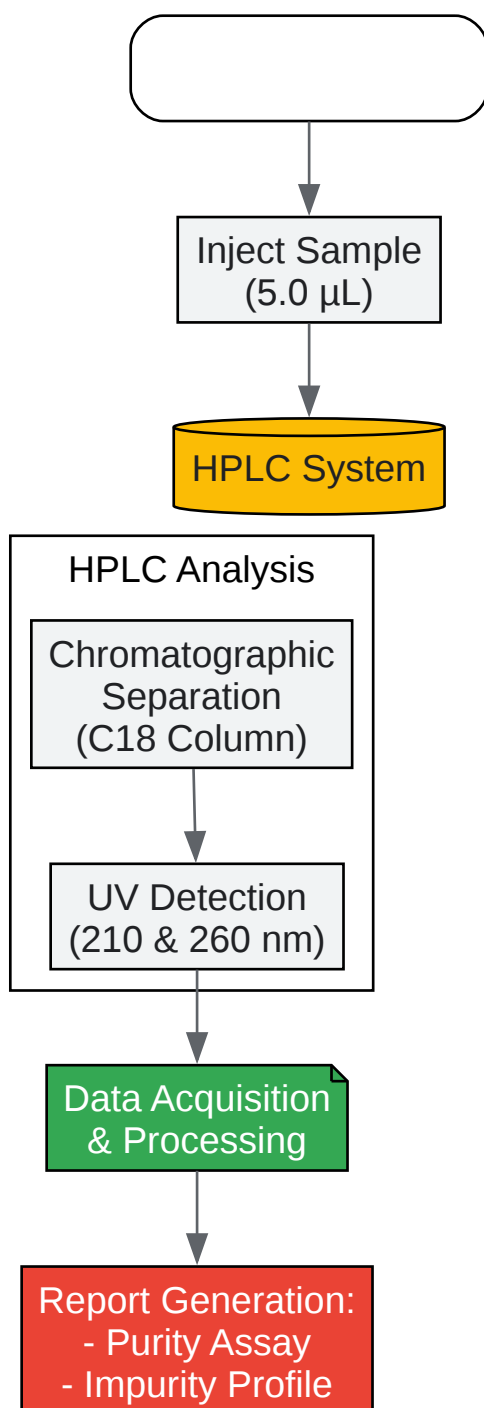 Inject Sample
(5.0 µL)
HPLC System
HPLC Analysis
Chromatographic
Separation
(C18 Column)
UV Detection
(210 & 260 nm)
Data Acquisition
& Processing
Report Generation:
- Purity Assay
- Impurity Profile